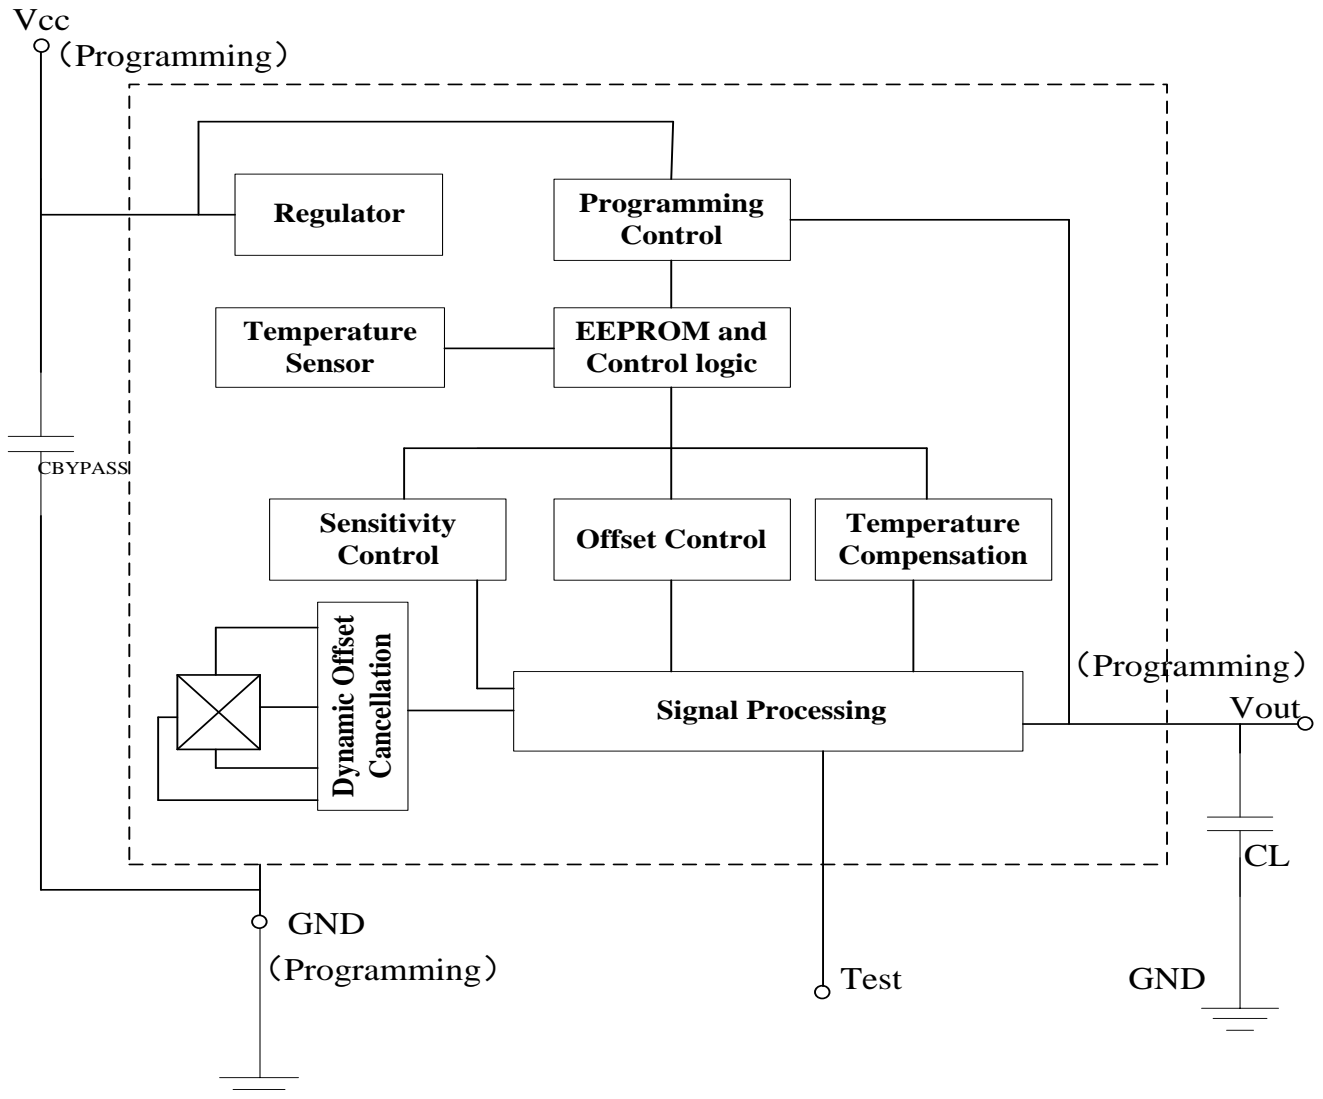 Vcc
（Programming）
Regulator
Programming
Control
Temperature
Sensor
EEPROM and
Control logic
CBYPASS
Sensitivity
Control
Offset Control
Temperature
Compensation
Dynamic Offset
Cancellation
Signal Processing
（Programming）
Vout
CL
GND
（Programming）
Test
GND